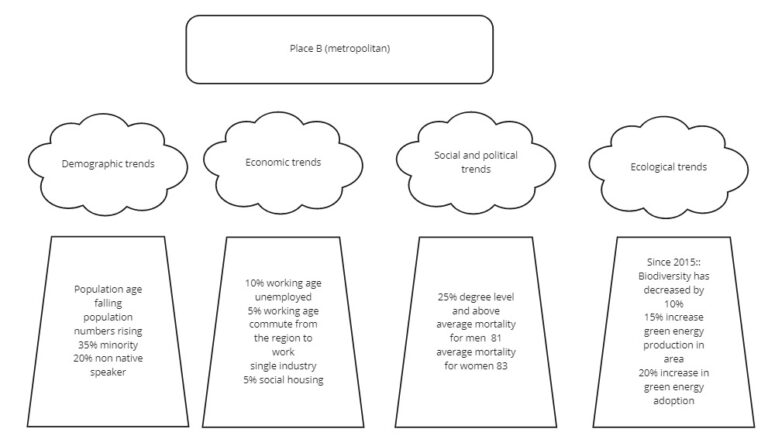 Place B (metropolitan)
Demographic trends
Economic trends
Social and political
trends
Ecological trends
Population age
falling
population
numbers rising
35% minority
20% non native
speaker
10% working age
unemployed
5% working age
commute from
the region to
work
single industry
5% social housing
25% degree level
and above
average mortality
for men  81
average mortality
for women 83
Since 2015::
Biodiversity has
decreased by
10%
15% increase
green energy
production in
area
20% increase in
green energy
adoption